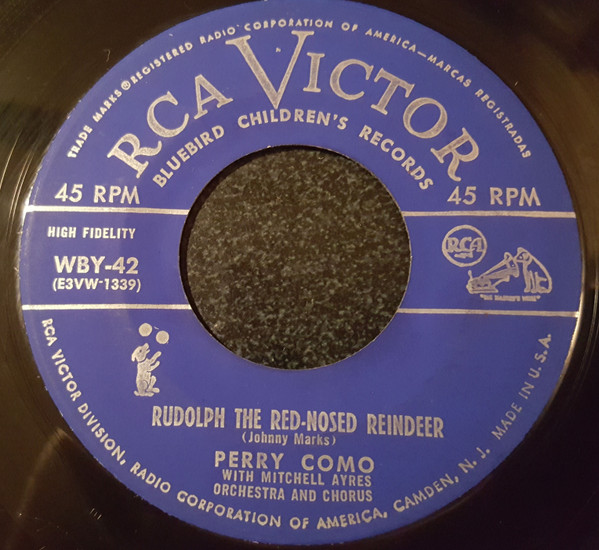 TRADE MARKS ® REGISTERED RADIO CORPORATION OF AMERICA—MARCAS REGISTRADAS
RCA VICTOR
BLUEBIRD CHILDREN'S RECORDS
45 RPM
45 RPM
HIGH FIDELITY
WBY-42
(E3VW-1339)
RCA
"HIS MASTER'S VOICE"
RUDOLPH THE RED-NOSED REINDEER
(Johnny Marks)
PERRY COMO
WITH MITCHELL AYRES
ORCHESTRA AND CHORUS
RCA VICTOR DIVISION, RADIO CORPORATION OF AMERICA, CAMDEN, N. J. MADE IN U.S.A.